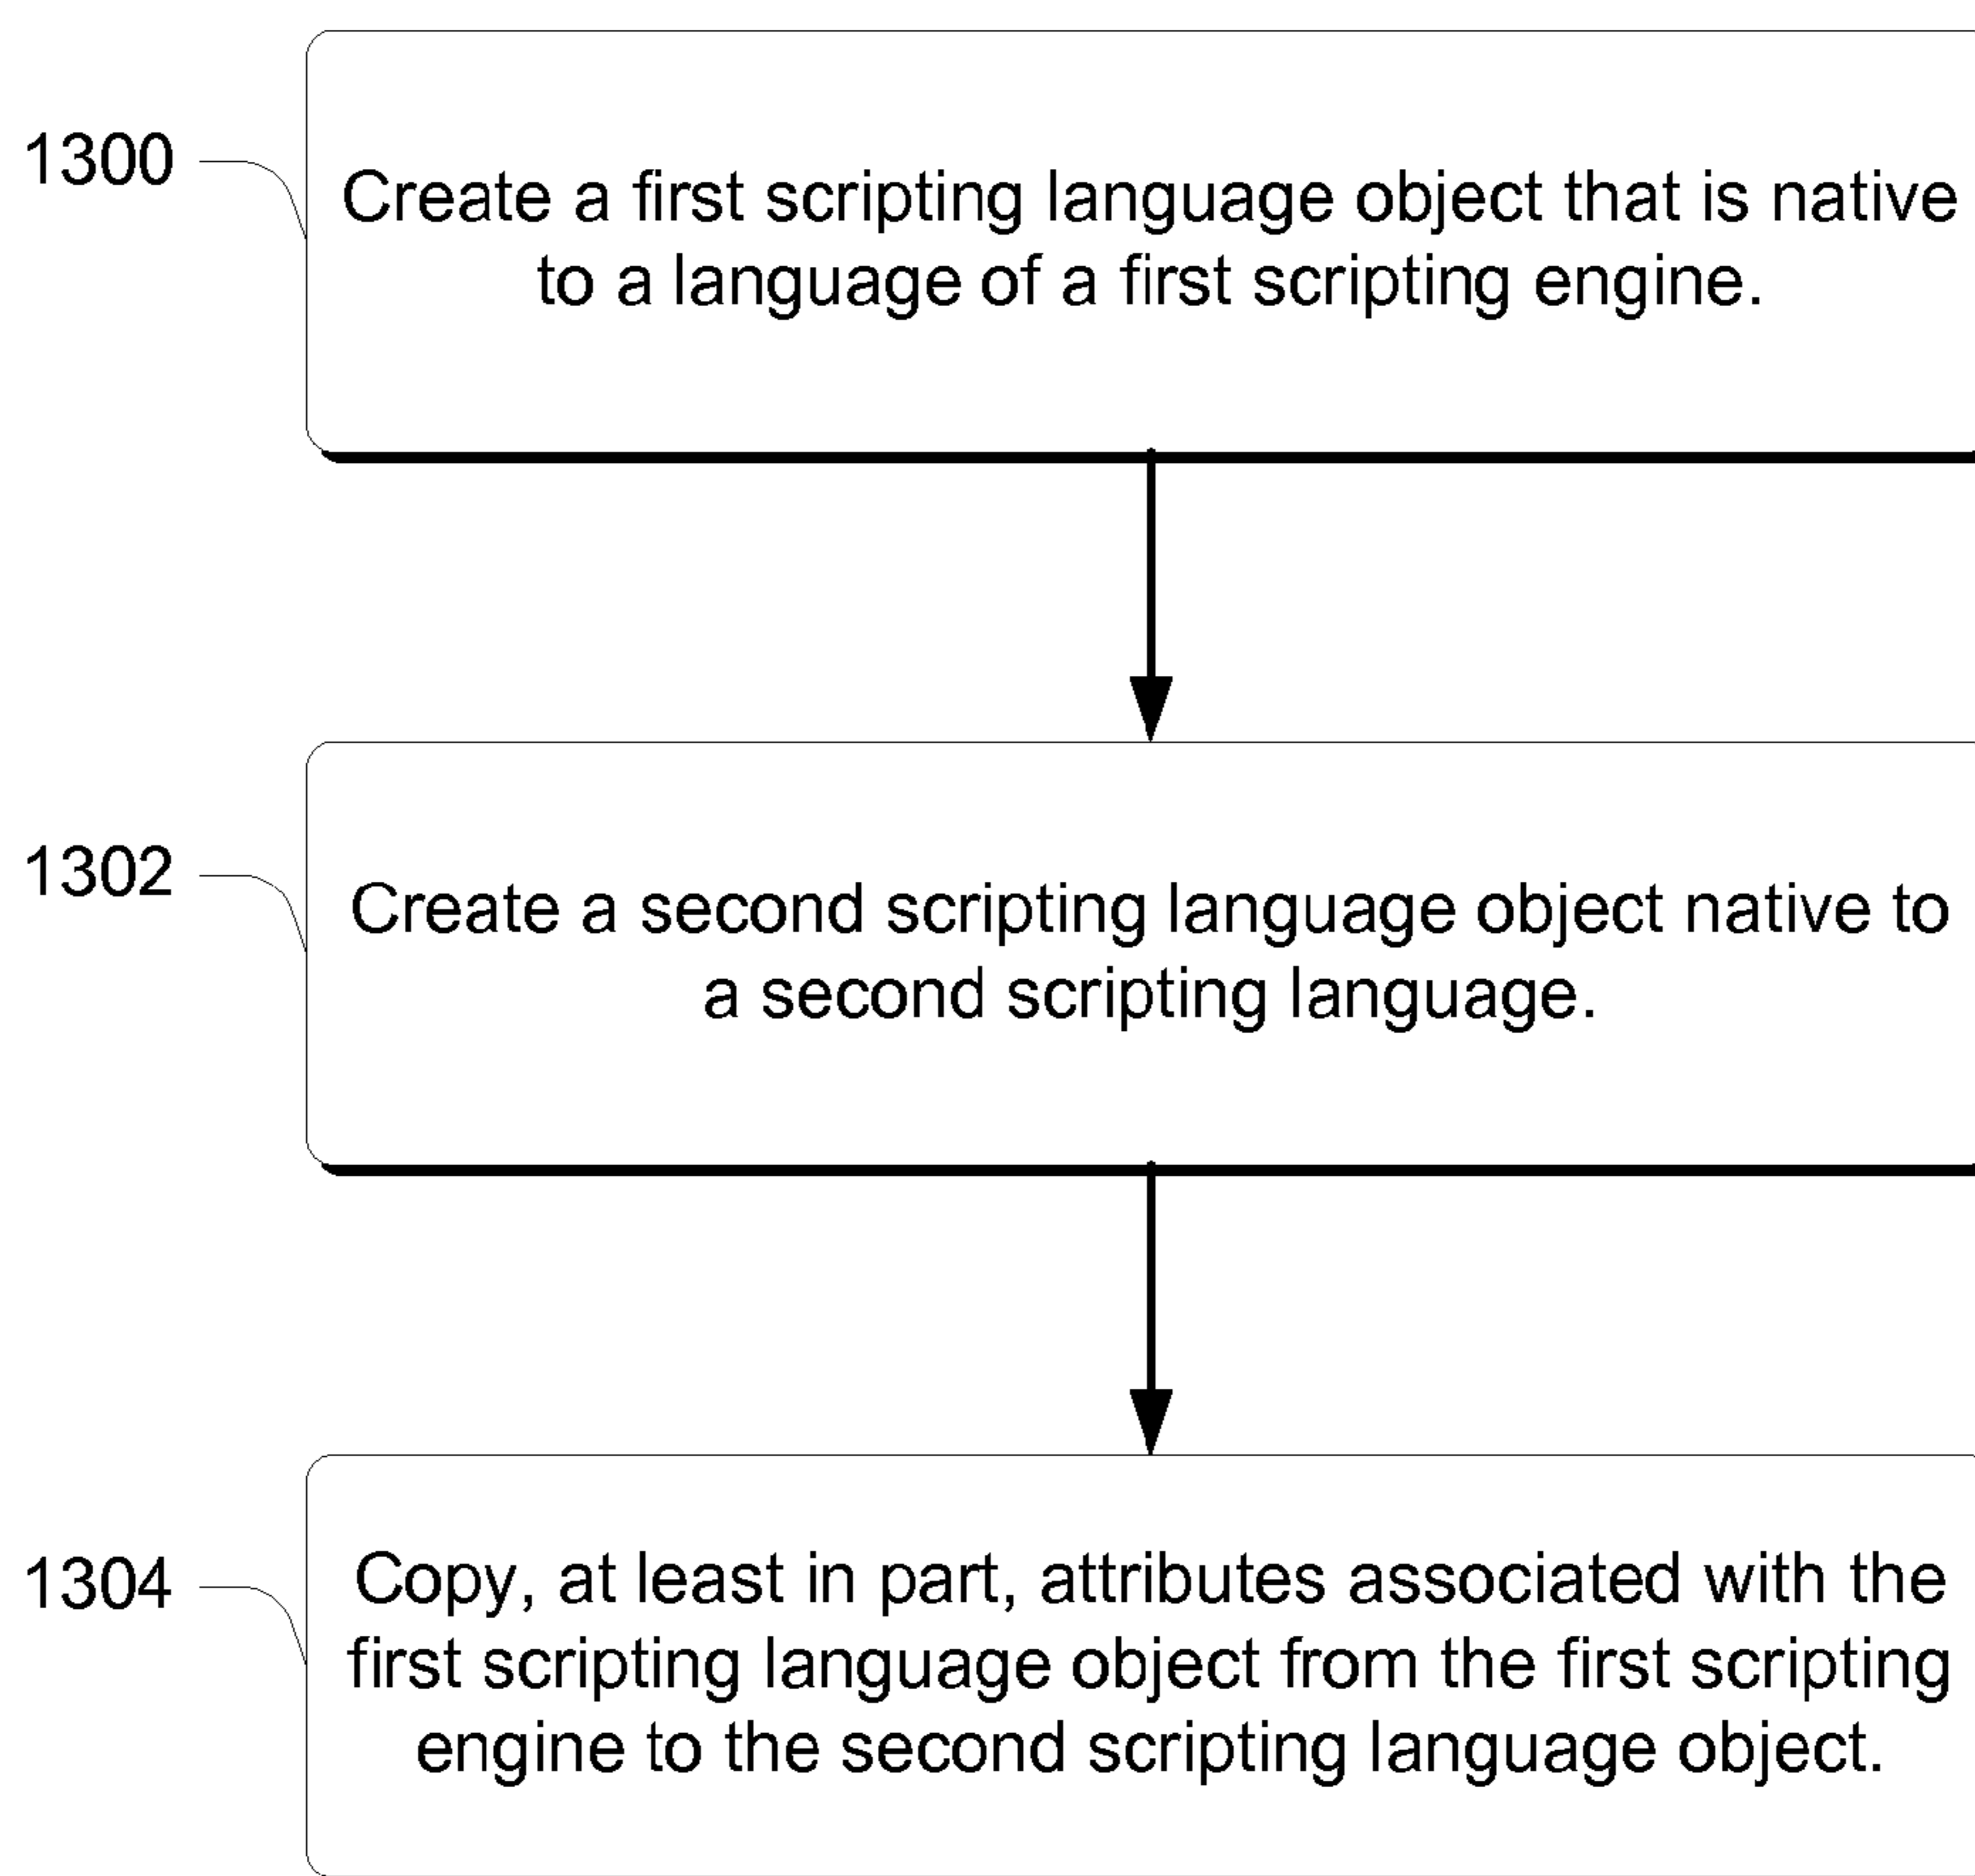 1300
Create a first scripting language object that is native
to a language of a first scripting engine.
1302
Create a second scripting language object native to
a second scripting language.
1304
Copy, at least in part, attributes associated with the
first scripting language object from the first scripting
engine to the second scripting language object.